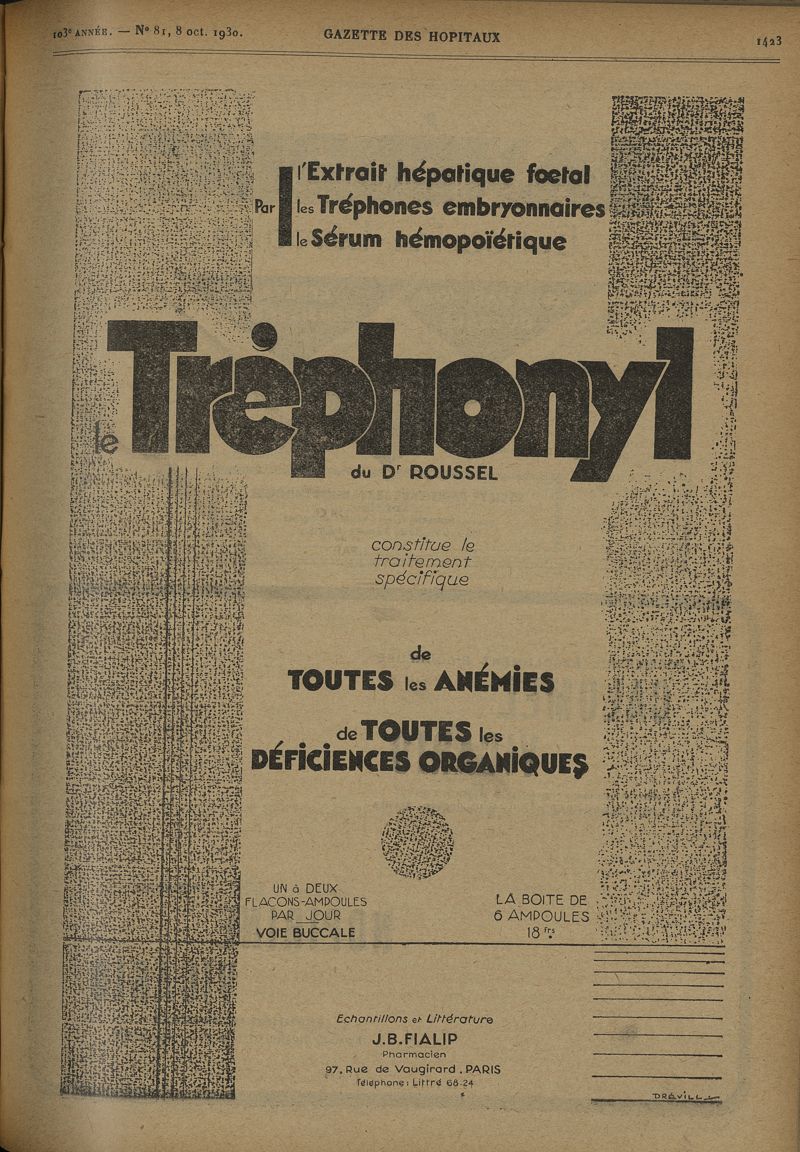 103e ANNÉE. — No 81, 8 oct. 1930.
GAZETTE DES HOPITAUX
1423
Par
l'Extrait hépatique fœtal
les Tréphones embryonnaires
le Sérum hémopoïétique
le Tréphonyl
du Dr ROUSSEL
constitue le
traitement
spécifique
de
TOUTES les ANÉMiES
de TOUTES les
DÉFiCiENCES ORGANiQUES
UN à DEUX
FLACONS-AMPOULES
PAR JOUR
VOIE BUCCALE
LA BOITE DE
6 AMPOULES
18 frs
Echantillons et Littérature
J.B.FIALIP
Pharmacien
97, Rue de Vaugirard . PARIS
Téléphone : Littré 68-24